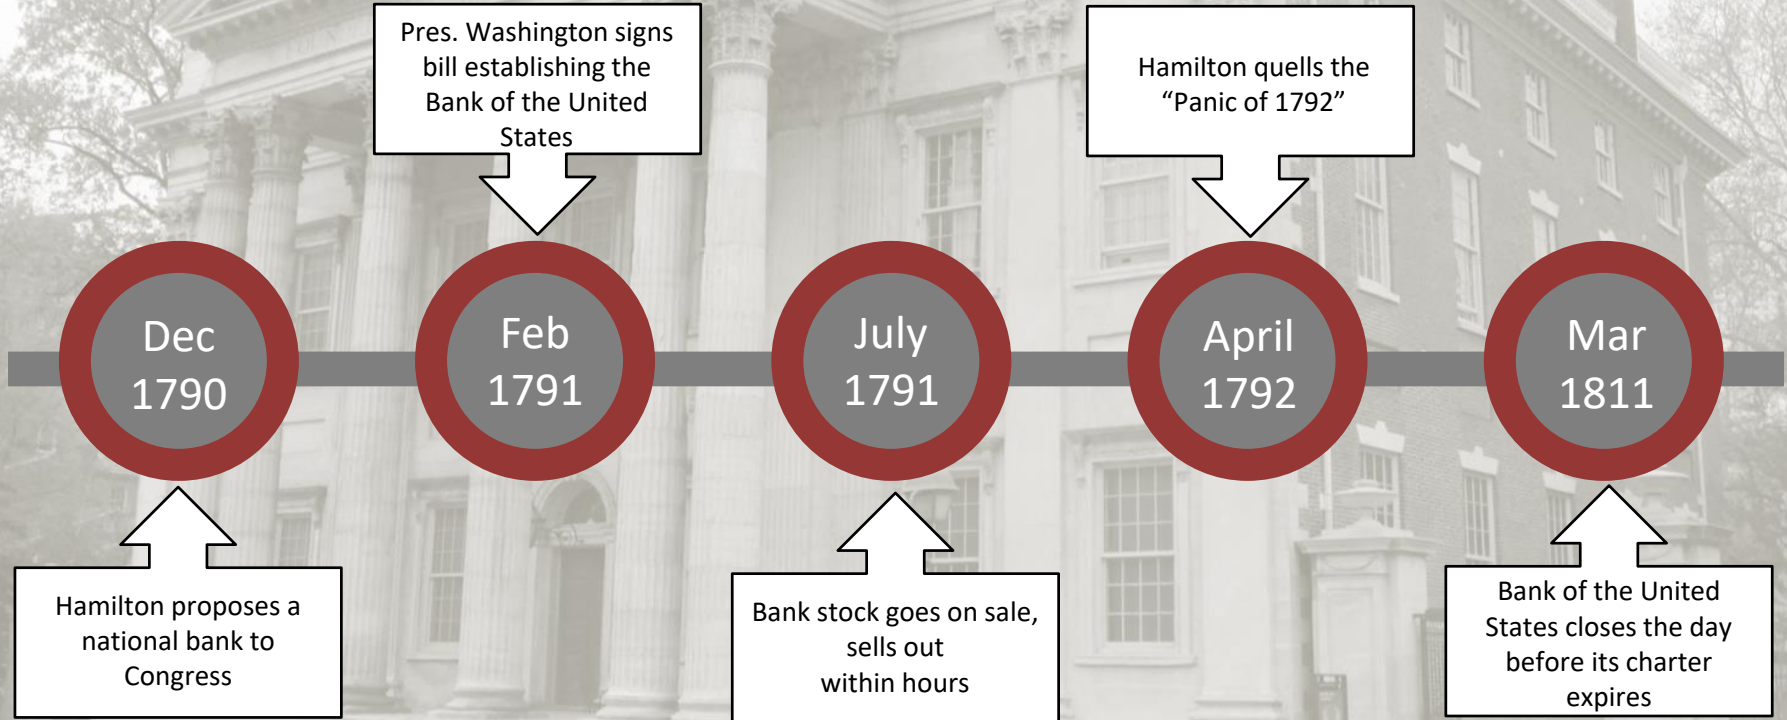 Pres. Washington signs
bill establishing the
Bank of the United
States
Hamilton quells the
“Panic of 1792”
Dec
1790
Feb
1791
July
1791
April
1792
Mar
1811
Hamilton proposes a
national bank to
Congress
Bank stock goes on sale,
sells out
within hours
Bank of the United
States closes the day
before its charter
expires